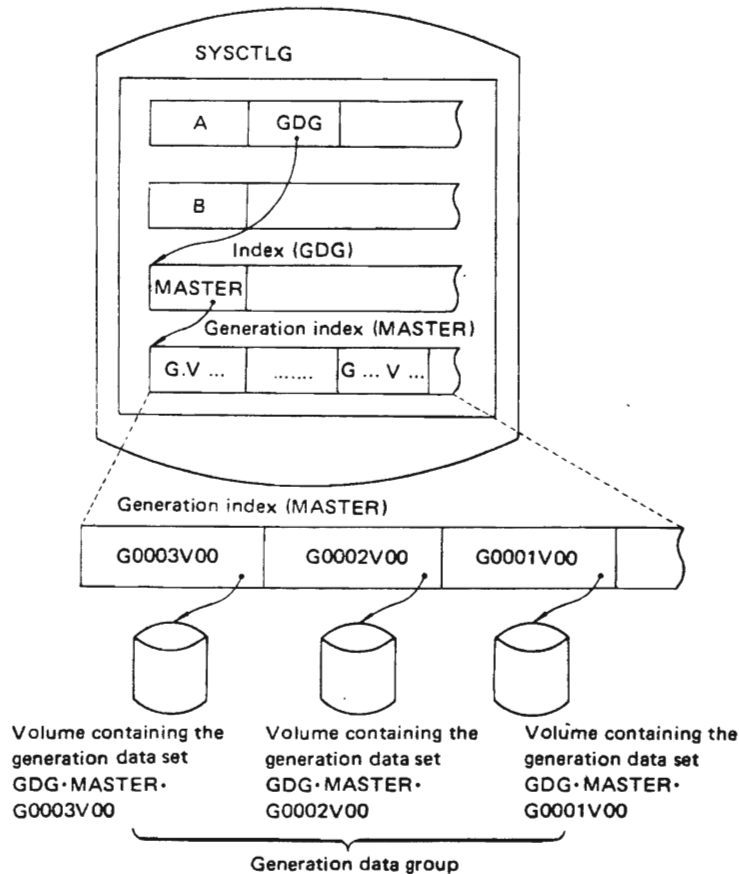 SYSCTLG
A GDG
B
Index (GDG)
MASTER
Generation index (MASTER)
G.V ... ....... G ... V ...
Generation index (MASTER)
G0003V00 G0002V00 G0001V00
Volume containing the
generation data set
GDG·MASTER·
G0003V00
Volume containing the
generation data set
GDG·MASTER·
G0002V00
Volume containing the
generation data set
GDG·MASTER·
G0001V00
Generation data group